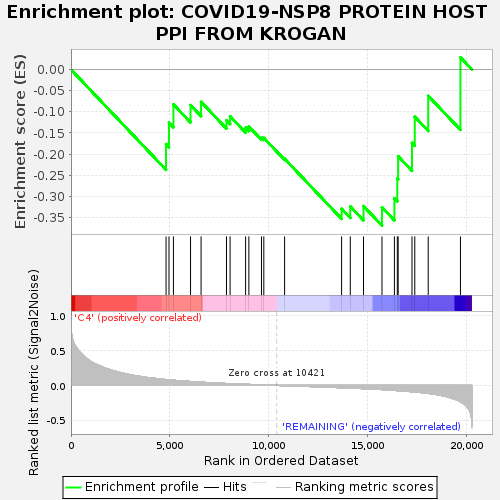 Enrichment plot: COVID19-NSP8 PROTEIN HOST
PPI FROM KROGAN
Enrichment score (ES)
0.00
-0.05
-0.10
-0.15
-0.20
-0.25
-0.30
-0.35
'C4' (positively correlated)
Ranked list metric (Signal2Noise)
1.0
0.5
0.0
-0.5
Zero cross at 10421
'REMAINING' (negatively correlated)
0
5,000
10,000
15,000
20,000
Rank in Ordered Dataset
Enrichment profile
Hits
Ranking metric scores